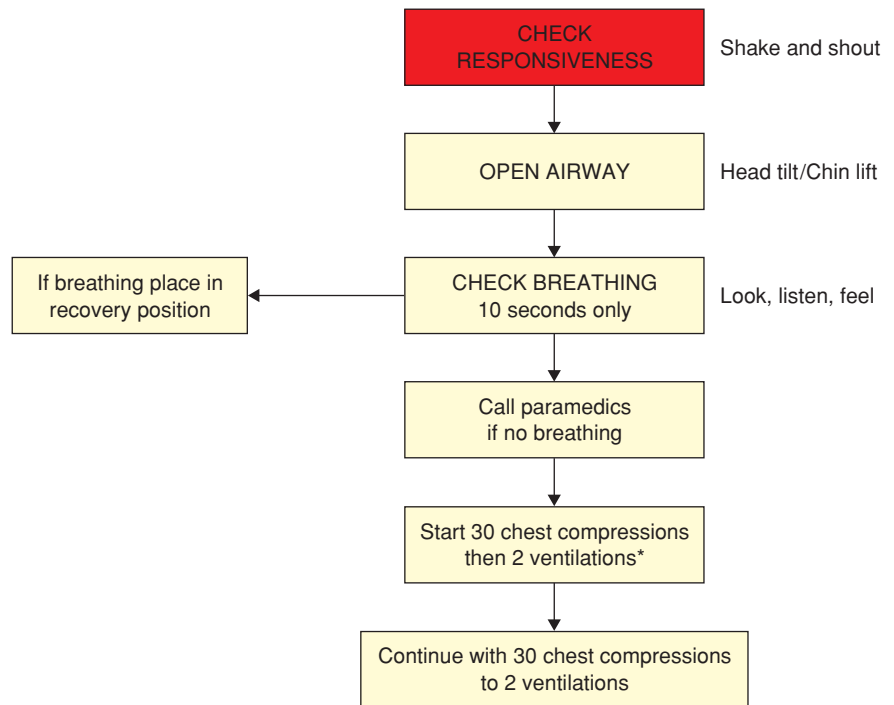 CHECK
RESPONSIVENESS
Shake and shout
OPEN AIRWAY
Head tilt/Chin lift
If breathing place in
recovery position
CHECK BREATHING
10 seconds only
Look, listen, feel
Call paramedics
if no breathing
Start 30 chest compressions
then 2 ventilations*
Continue with 30 chest compressions
to 2 ventilations